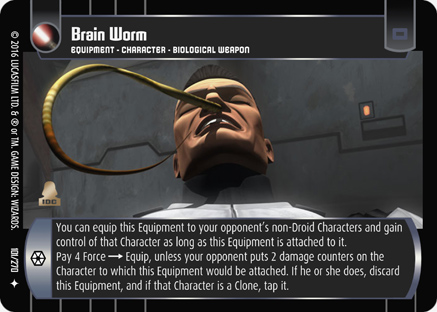 Brain Worm
EQUIPMENT - CHARACTER - BIOLOGICAL WEAPON
© 2016 LUCASFILM LTD. & ® or TM. GAME DESIGN: WIZARDS.
IDC
You can equip this Equipment to your opponent's non-Droid Characters and gain
control of that Character as long as this Equipment is attached to it.
Pay 4 Force → Equip, unless your opponent puts 2 damage counters on the
Character to which this Equipment would be attached. If he or she does, discard
this Equipment, and if that Character is a Clone, tap it.
101/270